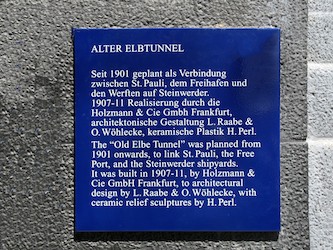 ALTER ELBTUNNEL
Seit 1901 geplant als Verbindung
zwischen St. Pauli, dem Freihafen und
den Werften auf Steinwerder.
1907-11 Realisierung durch die
Holzmann & Cie Gmbh Frankfurt,
architektonische Gestaltung L. Raabe &
O. Wöhlecke, keramische Plastik H. Perl.
The "Old Elbe Tunnel" was planned from
1901 onwards, to link St. Pauli, the Free
Port, and the Steinwerder shipyards.
It was built in 1907-11, by Holzmann &
Cie GmbH Frankfurt, to architectural
design by L. Raabe & O. Wöhlecke, with
ceramic relief sculptures by H. Perl.